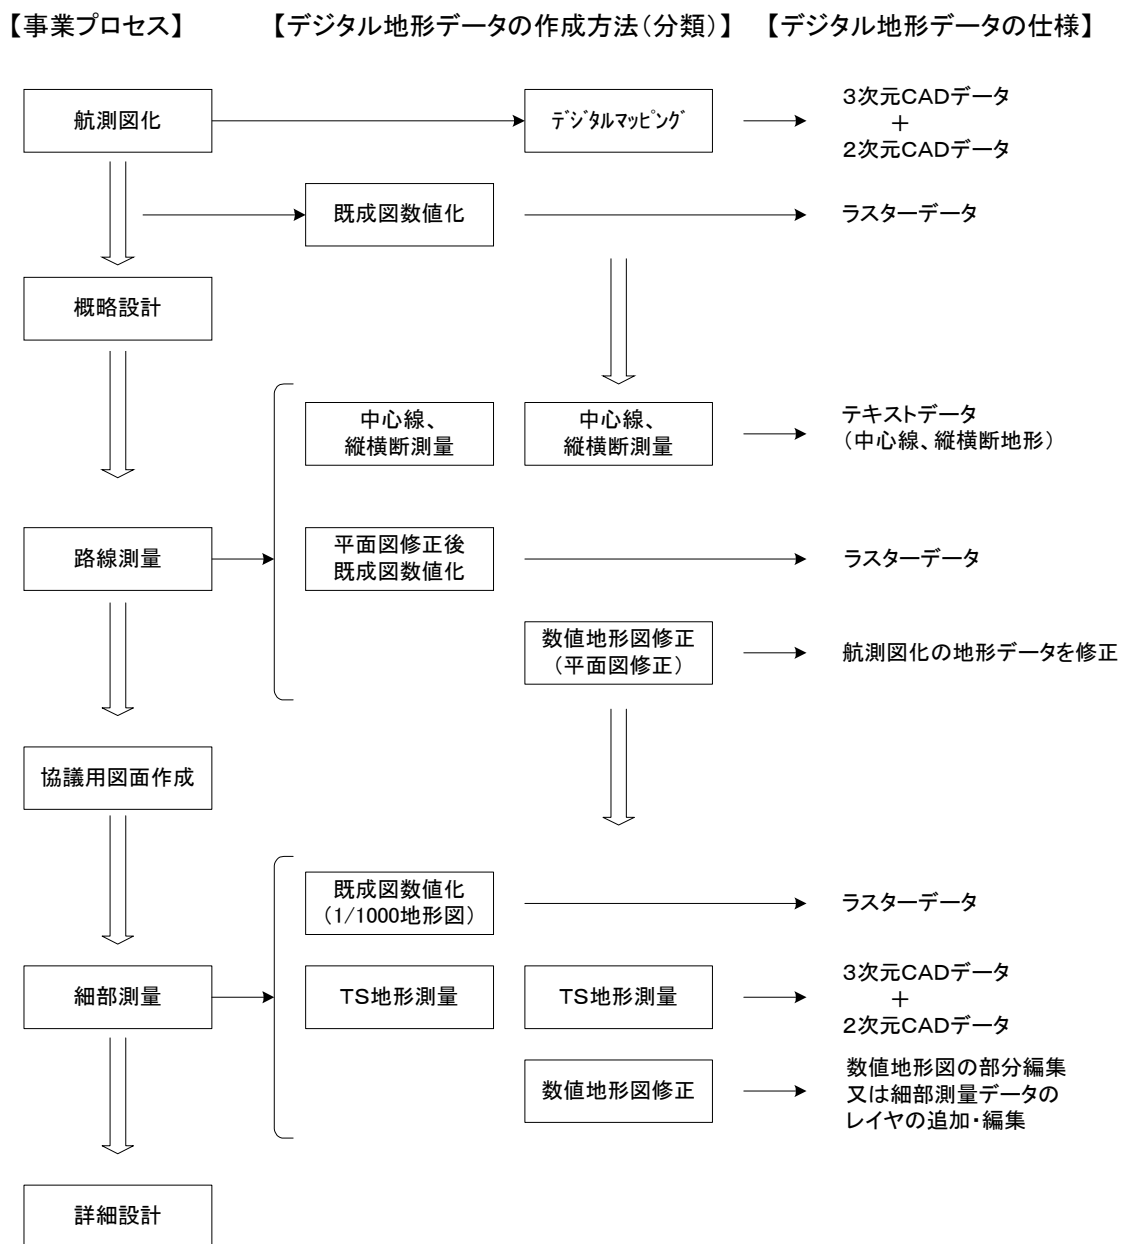 【事業プロセス】
【デジタル地形データの作成方法（分類）】
【デジタル地形データの仕様】
航測図化
ﾃﾞｼﾞﾀﾙﾏｯﾋﾟﾝｸﾞ
３次元CADデータ
＋
２次元CADデータ
既成図数値化
ラスターデータ
概略設計
中心線、
縦横断測量
中心線、
縦横断測量
テキストデータ
（中心線、縦横断地形）
路線測量
平面図修正後
既成図数値化
ラスターデータ
数値地形図修正
（平面図修正）
航測図化の地形データを修正
協議用図面作成
既成図数値化
（1/1000地形図）
ラスターデータ
細部測量
TS地形測量
TS地形測量
３次元CADデータ
＋
２次元CADデータ
数値地形図修正
数値地形図の部分編集
又は細部測量データの
レイヤの追加・編集
詳細設計